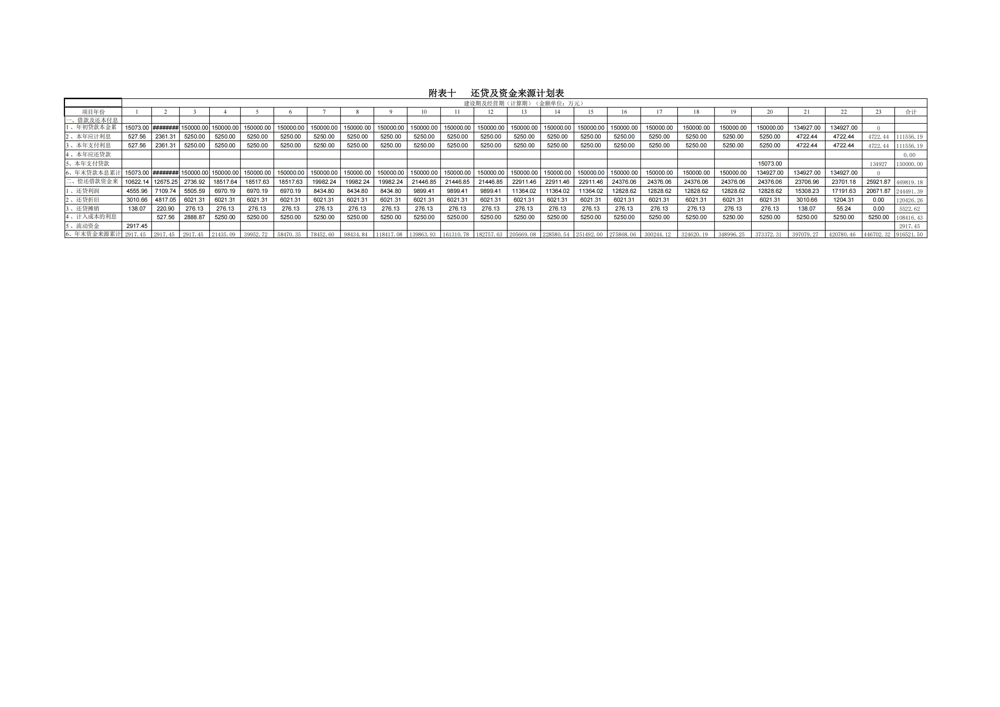 附表十 还贷及资金来源计划表
建设期及经营期（计算期）（金额单位：万元）
项目年份 1 2 3 4 5 6 7 8 9 10 11 12 13 14 15 16 17 18 19 20 21 22 23 合计
一、借款及还本付息
1、年初贷款本金累 15073.00 ######## 150000.00 150000.00 150000.00 150000.00 150000.00 150000.00 150000.00 150000.00 150000.00 150000.00 150000.00 150000.00 150000.00 150000.00 150000.00 150000.00 150000.00 150000.00 134927.00 134927.00 0
2、本年应计利息 527.56 2361.31 5250.00 5250.00 5250.00 5250.00 5250.00 5250.00 5250.00 5250.00 5250.00 5250.00 5250.00 5250.00 5250.00 5250.00 5250.00 5250.00 5250.00 5250.00 4722.44 4722.44 4722.44 111556.19
3、本年支付利息 527.56 2361.31 5250.00 5250.00 5250.00 5250.00 5250.00 5250.00 5250.00 5250.00 5250.00 5250.00 5250.00 5250.00 5250.00 5250.00 5250.00 5250.00 5250.00 5250.00 4722.44 4722.44 4722.44 111556.19
4、本年应还贷款 0.00
5、本年支付贷款 15073.00 134927 150000.00
6、年末贷款本息累计 15073.00 ######## 150000.00 150000.00 150000.00 150000.00 150000.00 150000.00 150000.00 150000.00 150000.00 150000.00 150000.00 150000.00 150000.00 150000.00 150000.00 150000.00 150000.00 134927.00 134927.00 134927.00 0
二、偿还借款资金来 10622.14 12675.25 2736.92 18517.64 18517.63 18517.63 19982.24 19982.24 19982.24 21446.85 21446.85 21446.85 22911.46 22911.46 22911.46 24376.06 24376.06 24376.06 24376.06 24376.06 23706.96 23701.18 25921.87 469819.18
1、还贷利润 4555.96 7109.74 5505.59 6970.19 6970.19 6970.19 8434.80 8434.80 8434.80 9899.41 9899.41 9899.41 11364.02 11364.02 11364.02 12828.62 12828.62 12828.62 12828.62 12828.62 15308.23 17191.63 20671.87 244491.39
2、还贷折旧 3010.66 4817.05 6021.31 6021.31 6021.31 6021.31 6021.31 6021.31 6021.31 6021.31 6021.31 6021.31 6021.31 6021.31 6021.31 6021.31 6021.31 6021.31 6021.31 6021.31 3010.66 1204.31 0.00 120426.26
3、还贷摊销 138.07 220.90 276.13 276.13 276.13 276.13 276.13 276.13 276.13 276.13 276.13 276.13 276.13 276.13 276.13 276.13 276.13 276.13 276.13 276.13 138.07 55.24 0.00 5522.62
4、计入成本的利息 527.56 2888.87 5250.00 5250.00 5250.00 5250.00 5250.00 5250.00 5250.00 5250.00 5250.00 5250.00 5250.00 5250.00 5250.00 5250.00 5250.00 5250.00 5250.00 5250.00 5250.00 5250.00 108416.43
5、流动资金 2917.45 2917.45
6、年末资金来源累计 2917.45 2917.45 2917.45 21435.09 39952.72 58470.35 78452.60 98434.84 118417.08 139863.93 161310.78 182757.63 205669.08 228580.54 251492.00 275868.06 300244.12 324620.19 348996.25 373372.31 397079.27 420780.46 446702.32 916521.50